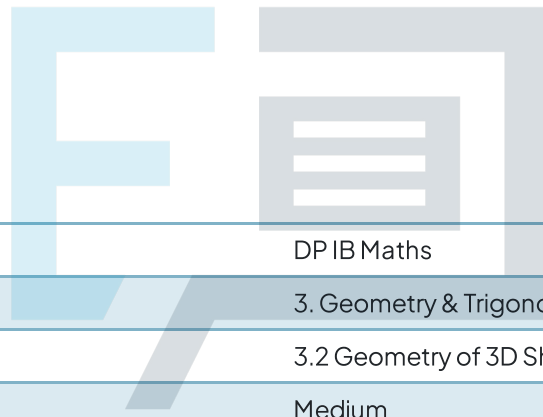 DP IB Maths
3. Geometry & Trigono
3.2 Geometry of 3D Sh
Medium